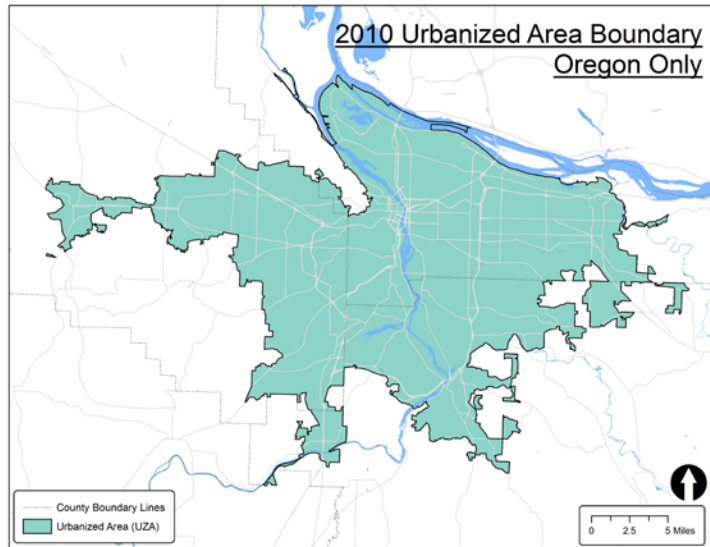 2010 Urbanized Area Boundary
Oregon Only
County Boundary Lines
Urbanized Area (UZA)
0 2.5 5 Miles